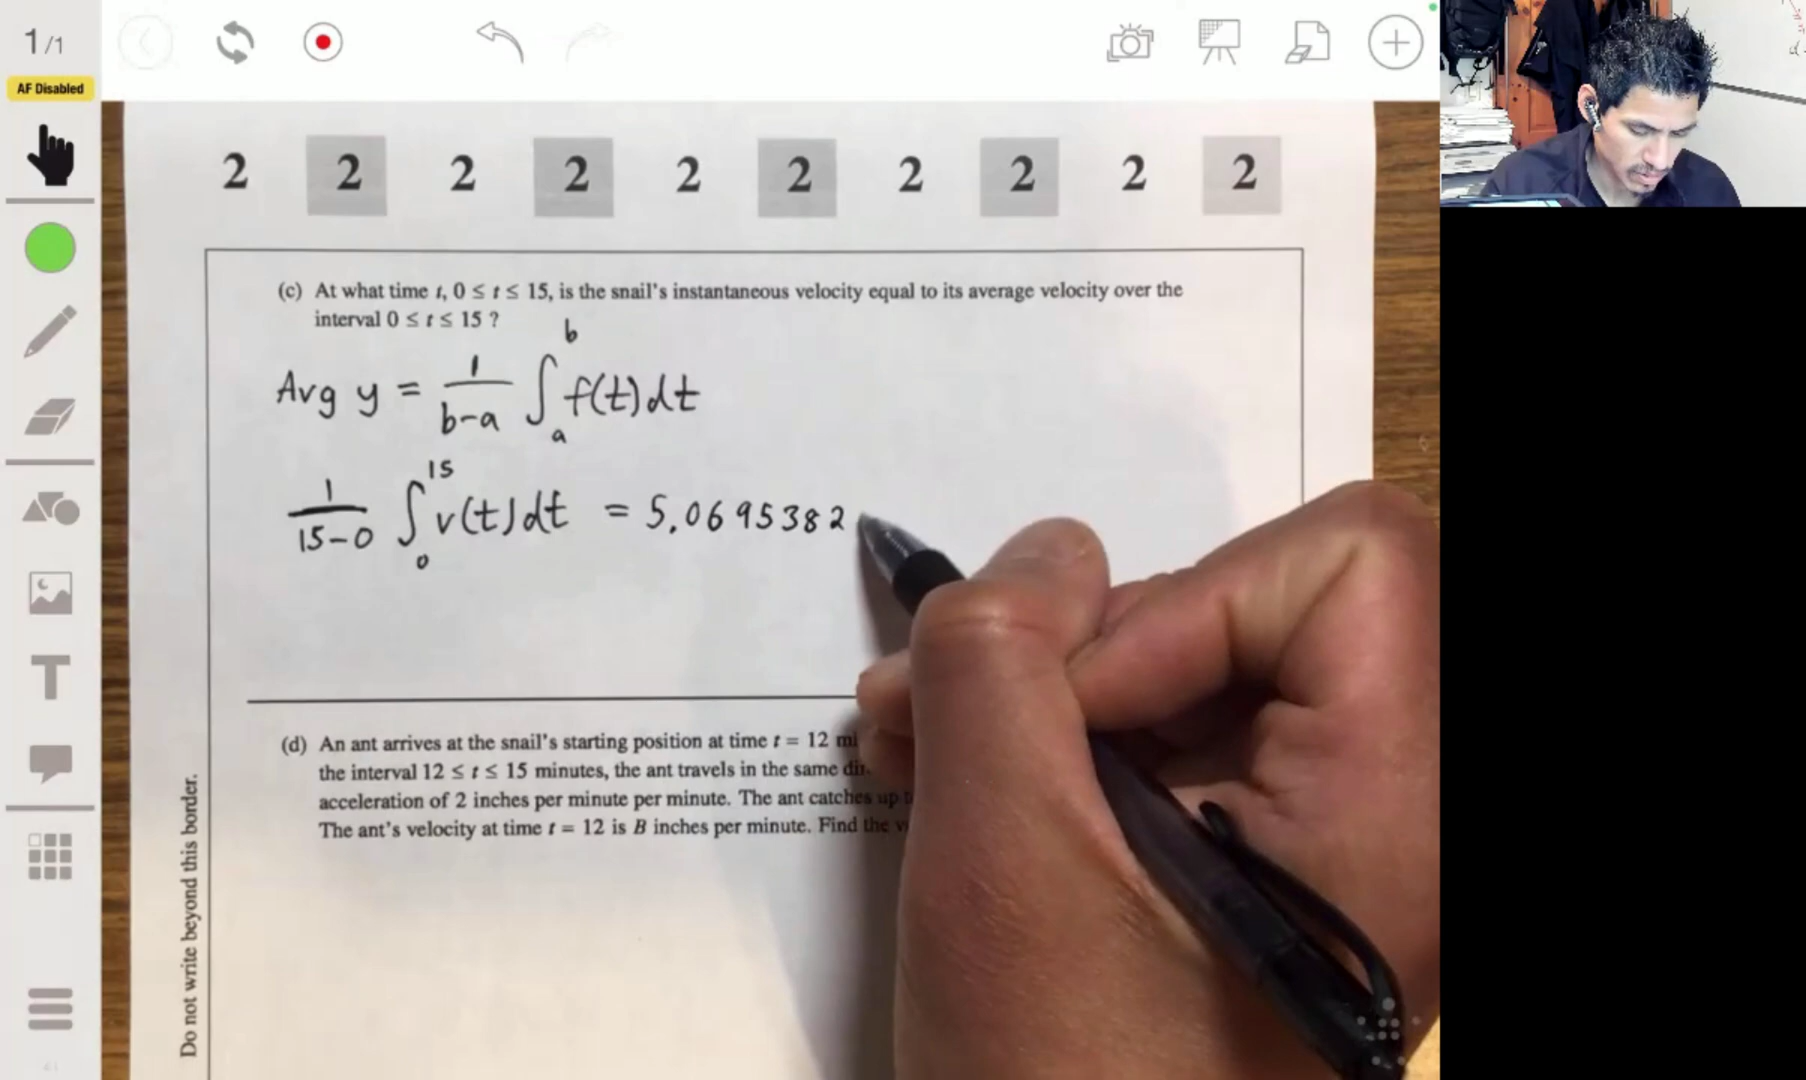 1/1
AF Disabled
2 2 2 2 2 2 2 2 2 2
(c) At what time t, 0 ≤ t ≤ 15, is the snail's instantaneous velocity equal to its average velocity over the
interval 0 ≤ t ≤ 15 ?
Avg y = 1/(b-a) ∫_a^b f(t)dt
1/(15-0) ∫_0^15 v(t)dt = 5.0695382
(d) An ant arrives at the snail's starting position at time t = 12
the interval 12 ≤ t ≤ 15 minutes, the ant travels in the same
acceleration of 2 inches per minute per minute. The ant catches up
The ant's velocity at time t = 12 is B inches per minute. Find the
Do not write beyond this border.
T